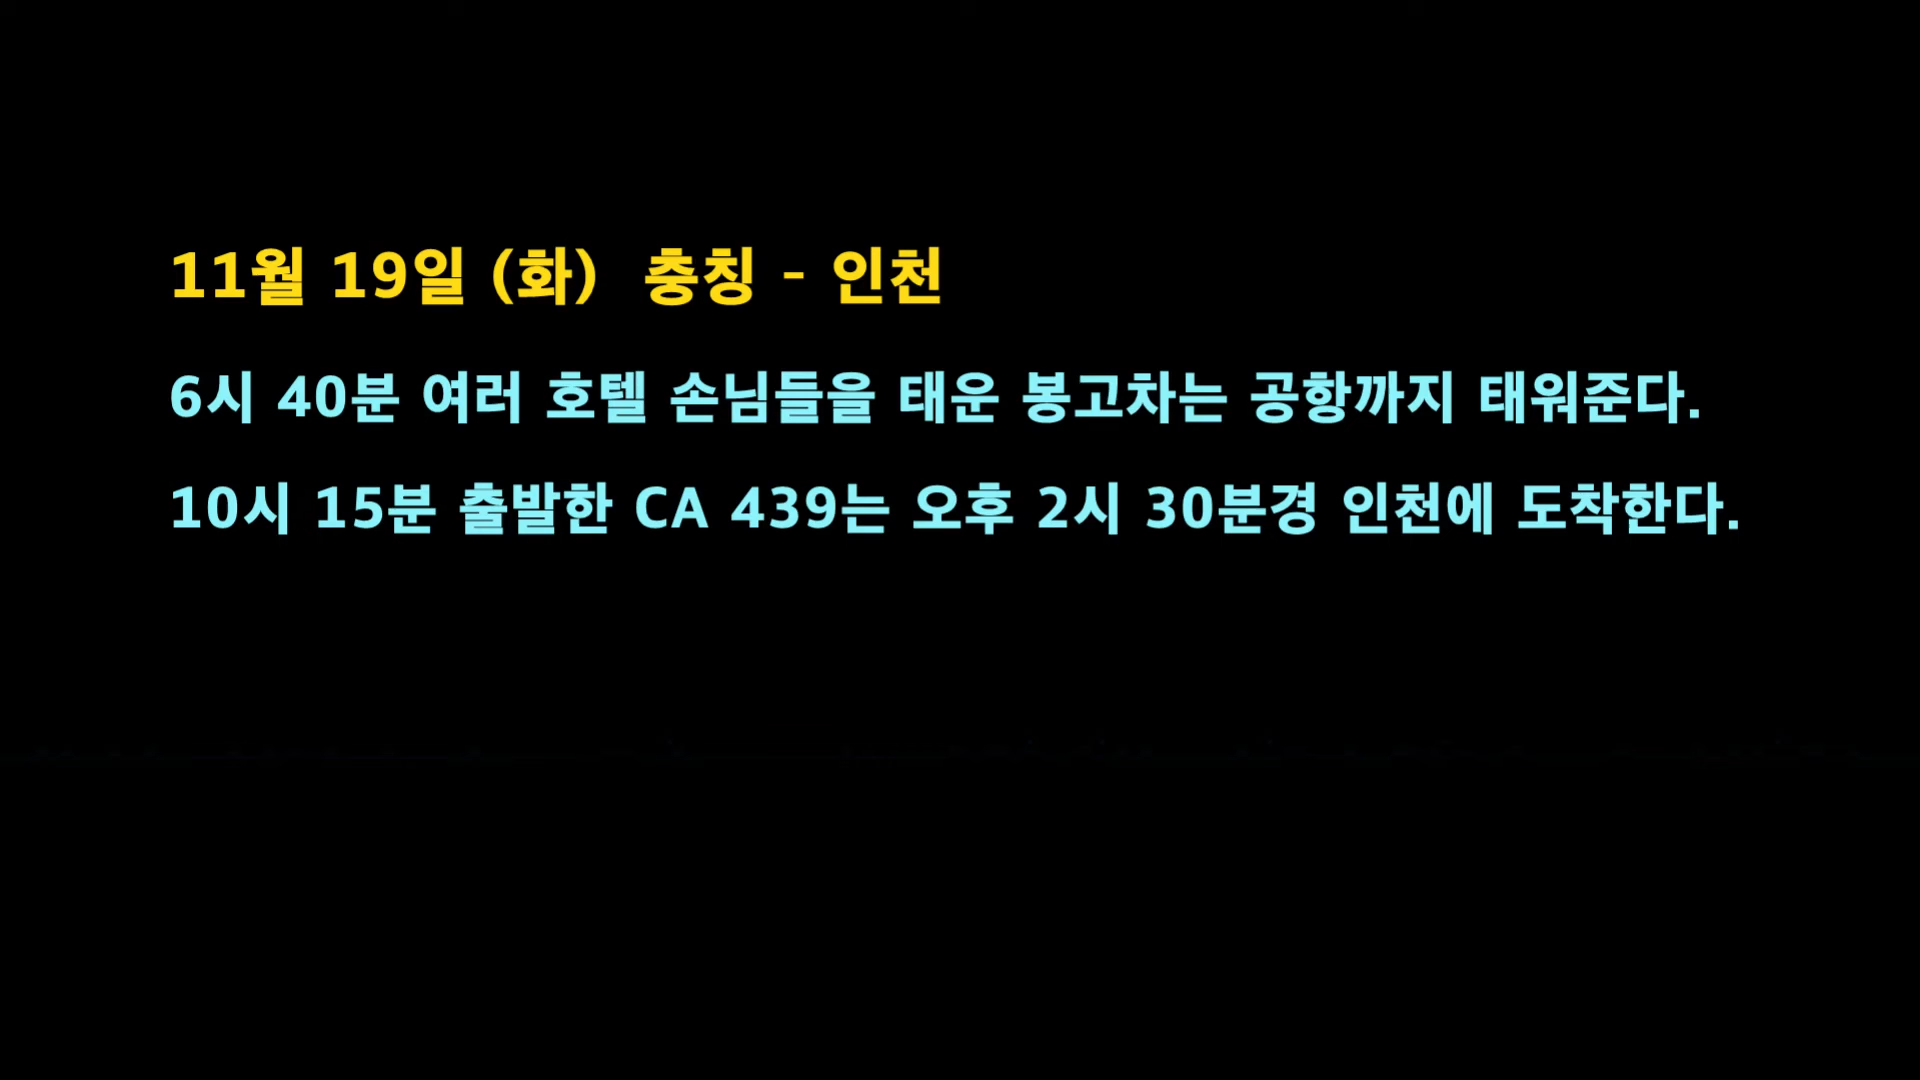 11월 19일 (화) 충칭 - 인천
6시 40분 여러 호텔 손님들을 태운 봉고차는 공항까지 태워준다.
10시 15분 출발한 CA 439는 오후 2시 30분경 인천에 도착한다.